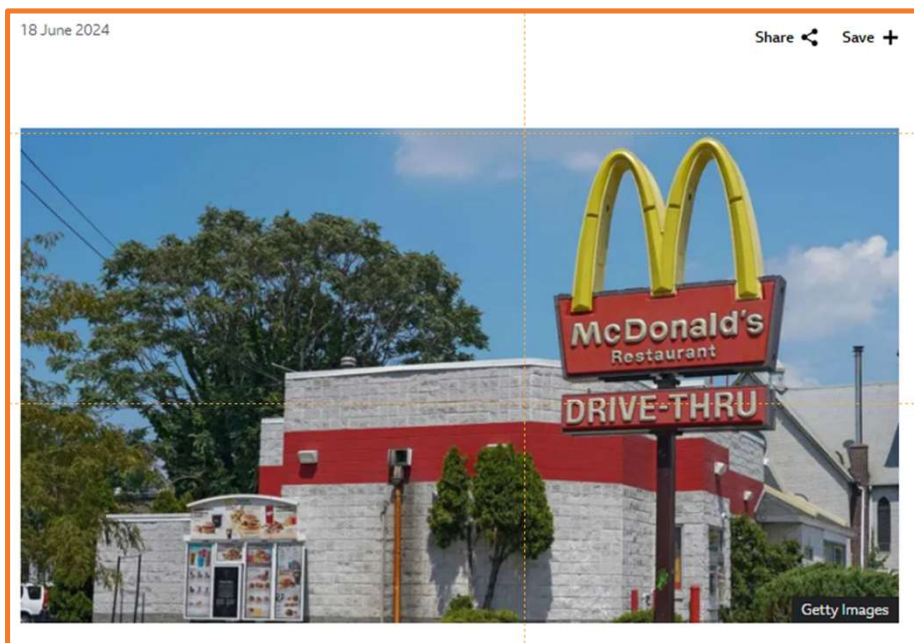 18 June 2024
Share
Save
McDonald's
Restaurant
DRIVE-THRU
Getty Images